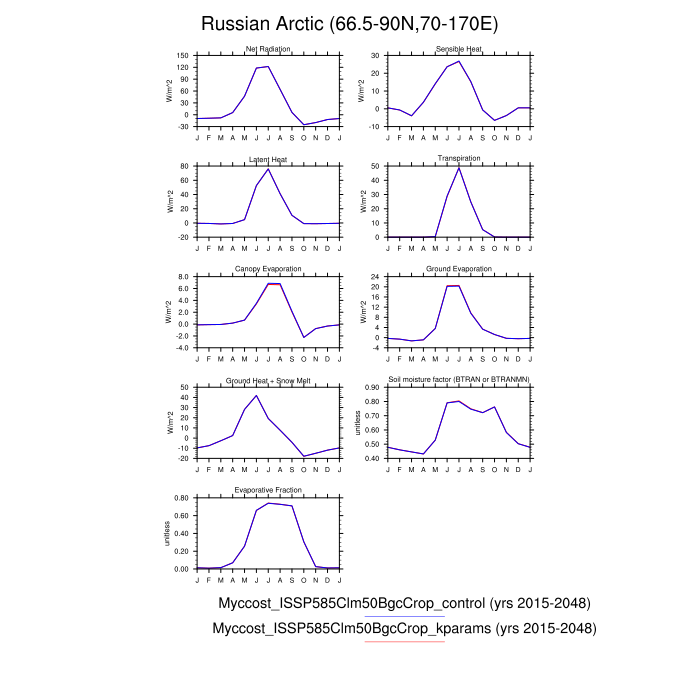 Russian Arctic (66.5-90N,70-170E)
Net Radiation
W/m^2
150
120
90
60
30
0
-30
J F M A M J J A S O N D J
Sensible Heat
W/m^2
30
20
10
0
-10
J F M A M J J A S O N D J
Latent Heat
W/m^2
80
60
40
20
0
-20
J F M A M J J A S O N D J
Transpiration
W/m^2
50
40
30
20
10
0
J F M A M J J A S O N D J
Canopy Evaporation
W/m^2
8.0
6.0
4.0
2.0
0.0
-2.0
-4.0
J F M A M J J A S O N D J
Ground Evaporation
W/m^2
24
20
16
12
8
4
0
-4
J F M A M J J A S O N D J
Ground Heat + Snow Melt
W/m^2
50
40
30
20
10
0
-10
-20
J F M A M J J A S O N D J
Soil moisture factor (BTRAN or BTRANMN)
unitless
0.90
0.80
0.70
0.60
0.50
0.40
J F M A M J J A S O N D J
Evaporative Fraction
unitless
0.80
0.60
0.40
0.20
0.00
J F M A M J J A S O N D J
Myccost_ISSP585Clm50BgcCrop_control (yrs 2015-2048)
Myccost_ISSP585Clm50BgcCrop_kparams (yrs 2015-2048)